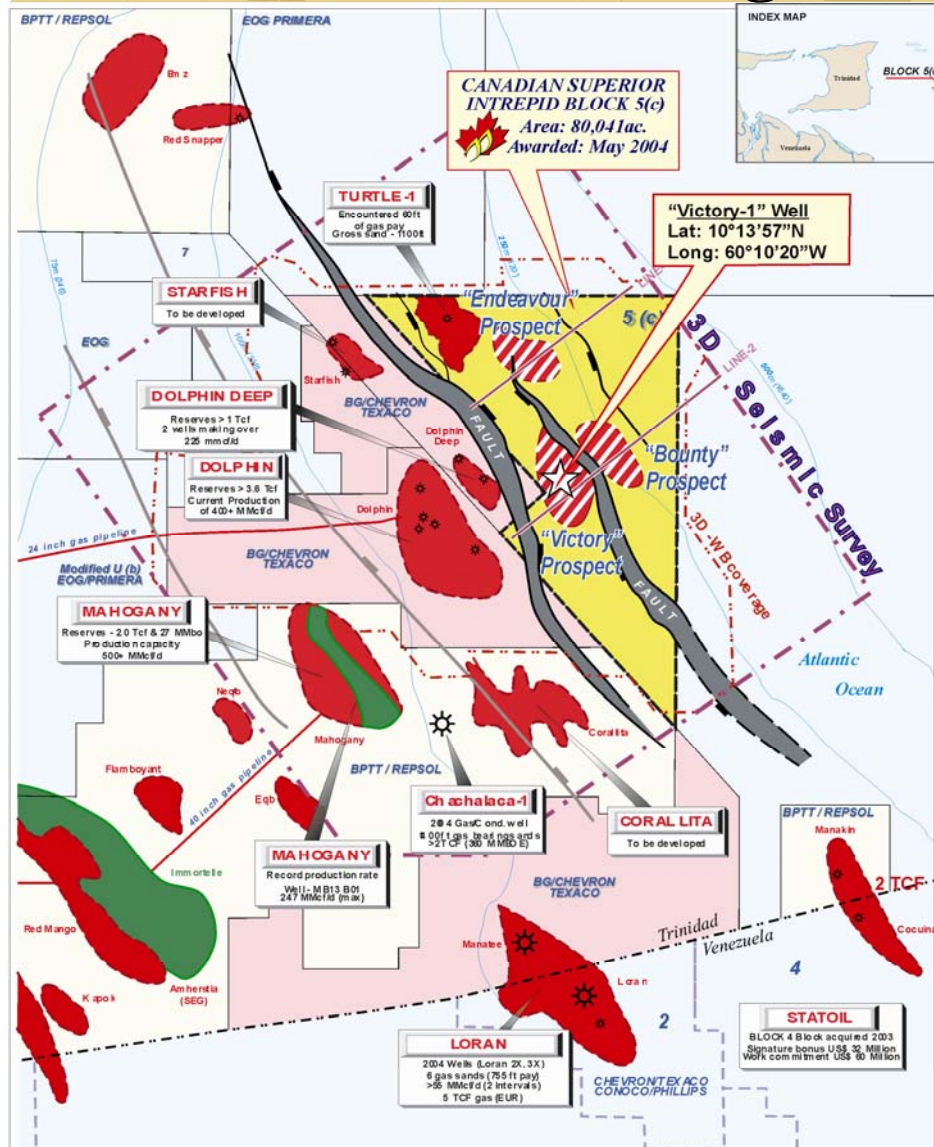 BPTT / REPSOL
EOG PRIMERA
INDEX MAP
Trinidad
BLOCK 5(c)
Venezuela
CANADIAN SUPERIOR
INTREPID BLOCK 5(c)
Area: 80,041ac.
Awarded: May 2004
Red Snapper
TURTLE-1
Encountered 60ft
of gas pay
Gross sand - 1100ft
“Victory-1” Well
Lat: 10°13’57”N
Long: 60°10’20”W
7
STARFISH
To be developed
“Endeavour”
Prospect
5 (c)
LINE-2
3D Seismic Survey
500m (1640)
EOG
Starfish
BG/CHEVRON
TEXACO
DOLPHIN DEEP
Reserves > 1 Tcf
2 wells making over
225 mmcf/d
Dolphin
Deep
FAULT
“Bounty”
Prospect
DOLPHIN
Reserves > 3.6 Tcf
Current Production
of 400+ MMcf/d
Dolphin
24 inch gas pipeline
Modified U (b)
EOG/PRIMERA
BG/CHEVRON
TEXACO
“Victory”
Prospect
FAULT
3D-WB coverage
MAHOGANY
Reserves - 2.0 Tcf & 27 MMbo
Production capacity
500+ MMcf/d
Atlantic
Ocean
Mahogany
Corallita
Flamboyant
40 inch gas pipeline
BPTT / REPSOL
Eqb
Chachalaca-1
2004 Gas/Cond. well
>2TCF (360 MMBOE)
CORALLITA
To be developed
BPTT / REPSOL
Manakin
2 TCF
Immortelle
MAHOGANY
Record production rate
Well - MB13 B01
247 MMcf/d (max)
BG/CHEVRON
TEXACO
Red Mango
Cocuina
Trinidad
Venezuela
Manatee
Loran
Kapok
Amherstia
(SEG)
2
4
LORAN
2004 Wells (Loran 2X, 3X)
6 gas sands (755 ft pay)
>55 MMcf/d (2 intervals)
5 TCF gas (EUR)
STATOIL
BLOCK 4 Block acquired 2003
Signature bonus US$ 32 Million
Work commitment US$ 60 Million
CHEVRON/TEXACO
CONOCO/PHILLIPS